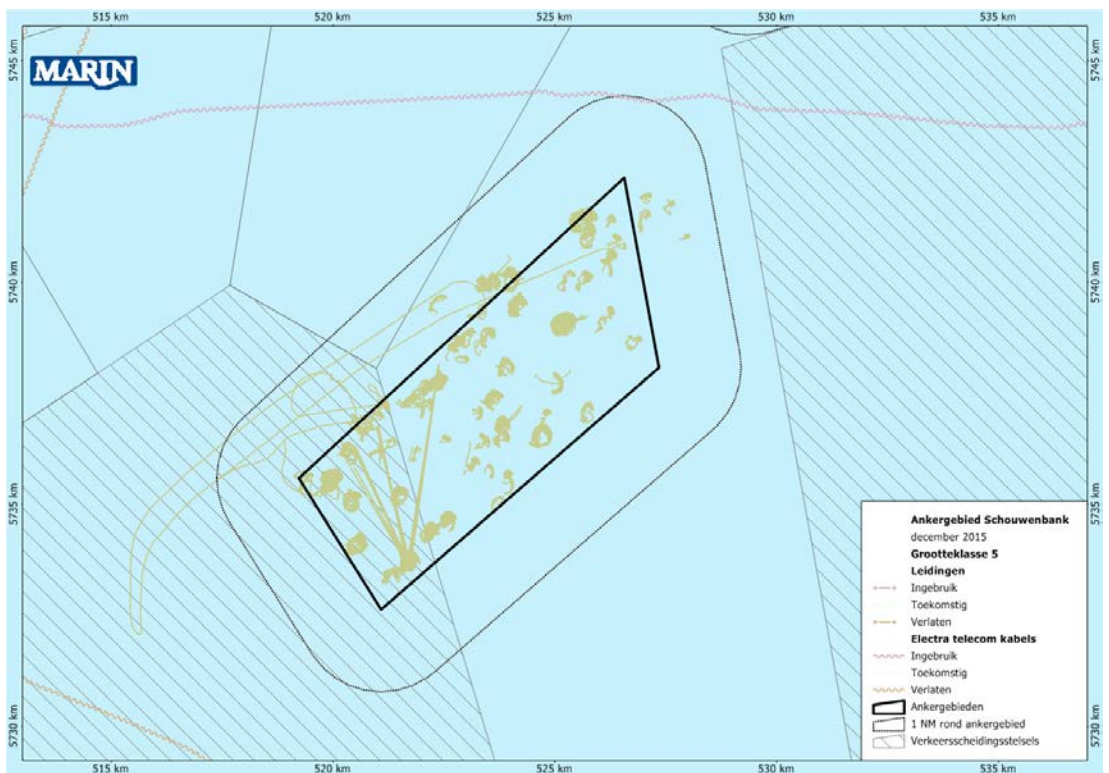 515 km 520 km 525 km 530 km 535 km
5745 km 5745 km
MARIN
5740 km 5740 km
5735 km 5735 km
Ankergebied Schouwenbank
december 2015
Grootteklasse 5
Leidingen
Ingebruik
Toekomstig
Verlaten
Electra telecom kabels
Ingebruik
Toekomstig
Verlaten
Ankergebieden
1 NM rond ankergebied
Verkeersscheidingsstelsels
5730 km 5730 km
515 km 520 km 525 km 530 km 535 km